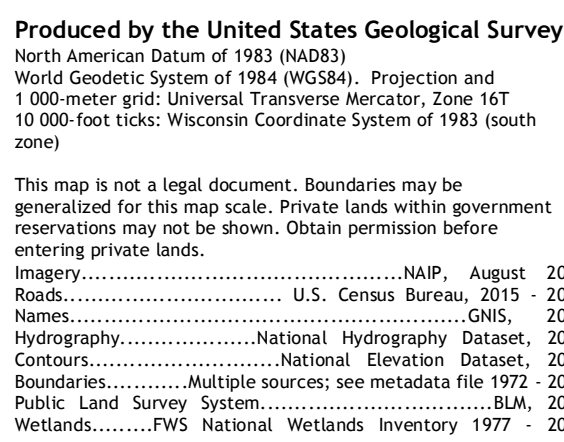 Produced by the United States Geological Survey
North American Datum of 1983 (NAD83)
World Geodetic System of 1984 (WGS84). Projection and
1 000-meter grid: Universal Transverse Mercator, Zone 16T
10 000-foot ticks: Wisconsin Coordinate System of 1983 (south
zone)
This map is not a legal document. Boundaries may be
generalized for this map scale. Private lands within government
reservations may not be shown. Obtain permission before
entering private lands.
Imagery.................................................NAIP, August 20
Roads................................. U.S. Census Bureau, 2015 - 20
Names............................................................GNIS, 20
Hydrography....................National Hydrography Dataset, 20
Contours.............................National Elevation Dataset, 20
Boundaries............Multiple sources; see metadata file 1972 - 20
Public Land Survey System...................................BLM, 20
Wetlands.........FWS National Wetlands Inventory 1977 - 20